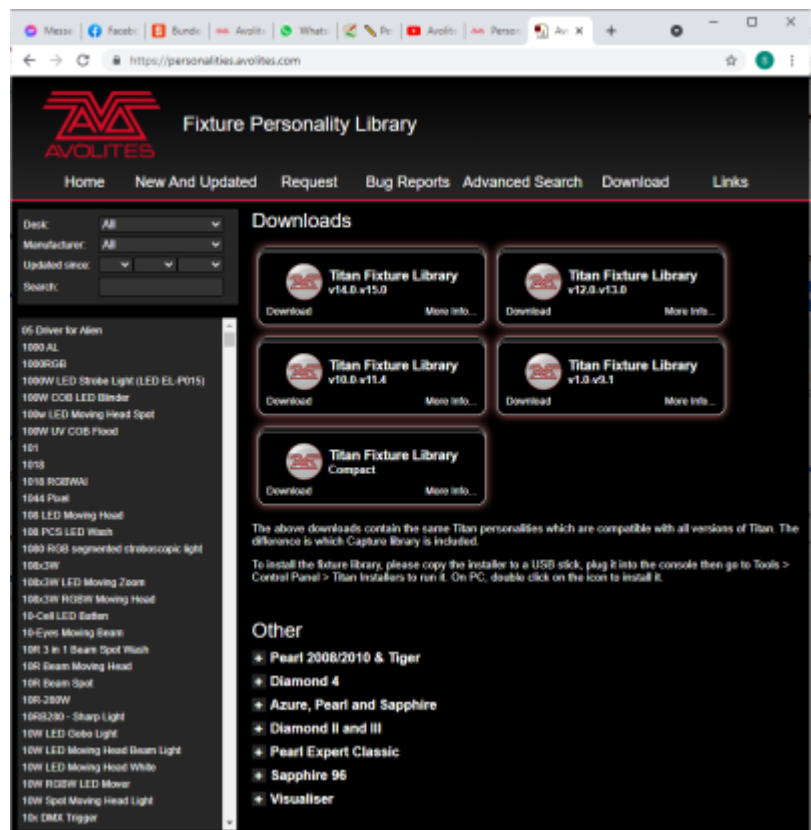 Messe
Facebo
Bundo
Avolite
Whats
Avolite
Person
Avo
https://personalities.avolites.com
AVOLITES
Fixture Personality Library
Home New And Updated Request Bug Reports Advanced Search Download Links
Desk: All
Manufacturer: All
Updated since:
Search:
05 Driver for Alien
1000 AL
1000RGB
1000W LED Strobe Light (LED EL-P015)
100W COB LED Blinder
100w LED Moving Head Spot
100W UV COB Flood
101
1018
1018 RGBWAI
1044 Pixel
108 LED Moving Head
108 PCS LED Wash
1080 RGB segmented stroboscopic light
108x3W
108x3W LED Moving Zoom
108x3W RGBW Moving Head
10-Cell LED Batten
10-Eyes Moving Beam
10R 3 in 1 Beam Spot Wash
10R Beam Moving Head
10R Beam Spot
10R-280W
10RB280 - Sharp Light
10W LED Gobo Light
10W LED Moving Head Beam Light
10W LED Moving Head White
10W RGBW LED Mover
10W Spot Moving Head Light
10x DMX Trigger
Downloads
Titan Fixture Library
v14.0-v15.0
Download More Info...
Titan Fixture Library
v12.0-v13.0
Download More Info...
Titan Fixture Library
v10.0-v11.4
Download More Info...
Titan Fixture Library
v1.0-v9.1
Download More Info...
Titan Fixture Library
Compact
Download More Info...
The above downloads contain the same Titan personalities which are compatible with all versions of Titan. The
difference is which Capture library is included.
To install the fixture library, please copy the installer to a USB stick, plug it into the console then go to Tools >
Control Panel > Titan Installers to run it. On PC, double click on the icon to install it.
Other
+ Pearl 2008/2010 & Tiger
+ Diamond 4
+ Azure, Pearl and Sapphire
+ Diamond II and III
+ Pearl Expert Classic
+ Sapphire 96
+ Visualiser